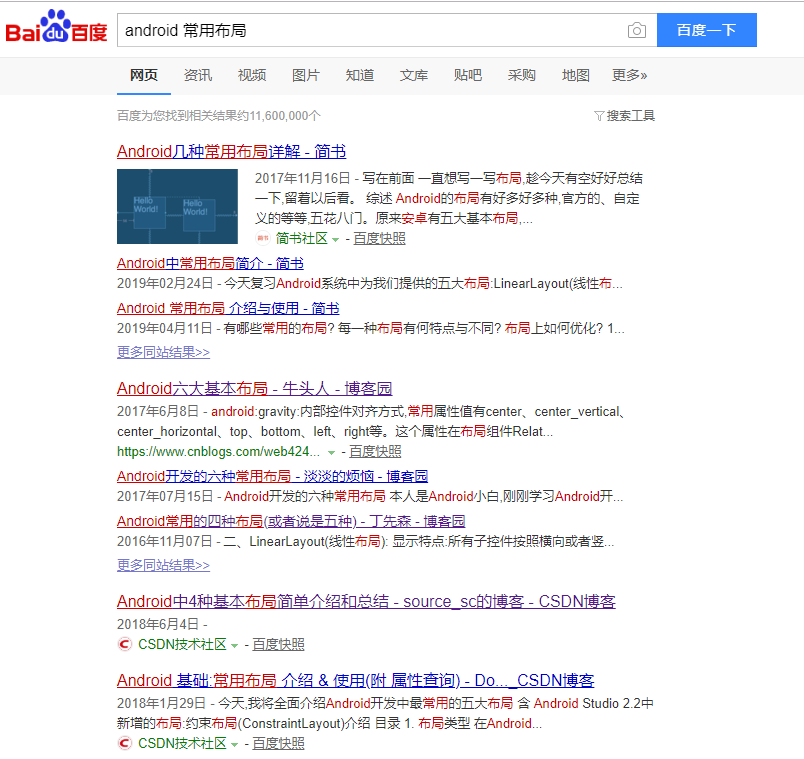 Baidu百度
android 常用布局
百度一下
网页 资讯 视频 图片 知道 文库 贴吧 采购 地图 更多»
百度为您找到相关结果约11,600,000个
搜索工具
Android几种常用布局详解 - 简书
Hello World!
Hello World!
2017年11月16日 - 写在前面 一直想写一写布局,趁今天有空好好总结
一下,留着以后看。 综述 Android的布局有好多好多种,官方的、自定
义的等等,五花八门。原来安卓有五大基本布局,...
简书 简书社区 - 百度快照
Android中常用布局简介 - 简书
2019年02月24日 - 今天复习Android系统中为我们提供的五大布局:LinearLayout(线性布...
Android 常用布局 介绍与使用 - 简书
2019年04月11日 - 有哪些常用的布局? 每一种布局有何特点与不同? 布局上如何优化? 1...
更多同站结果>>
Android六大基本布局 - 牛头人 - 博客园
2017年6月8日 - android:gravity:内部控件对齐方式,常用属性值有center、center_vertical、
center_horizontal、top、bottom、left、right等。这个属性在布局组件Relat...
https://www.cnblogs.com/web424... - 百度快照
Android开发的六种常用布局 - 淡淡的烦恼 - 博客园
2017年07月15日 - Android开发的六种常用布局 本人是Android小白,刚刚学习Android开...
Android常用的四种布局(或者说是五种) - 丁先森 - 博客园
2016年11月07日 - 二、LinearLayout(线性布局): 显示特点:所有子控件按照横向或者竖...
更多同站结果>>
Android中4种基本布局简单介绍和总结 - source_sc的博客 - CSDN博客
2018年6月4日 -
C CSDN技术社区 - 百度快照
Android 基础:常用布局 介绍 & 使用(附 属性查询) - Do..._CSDN博客
2018年1月29日 - 今天,我将全面介绍Android开发中最常用的五大布局 含 Android Studio 2.2中
新增的布局:约束布局(ConstraintLayout)介绍 目录 1. 布局类型 在Android...
C CSDN技术社区 - 百度快照